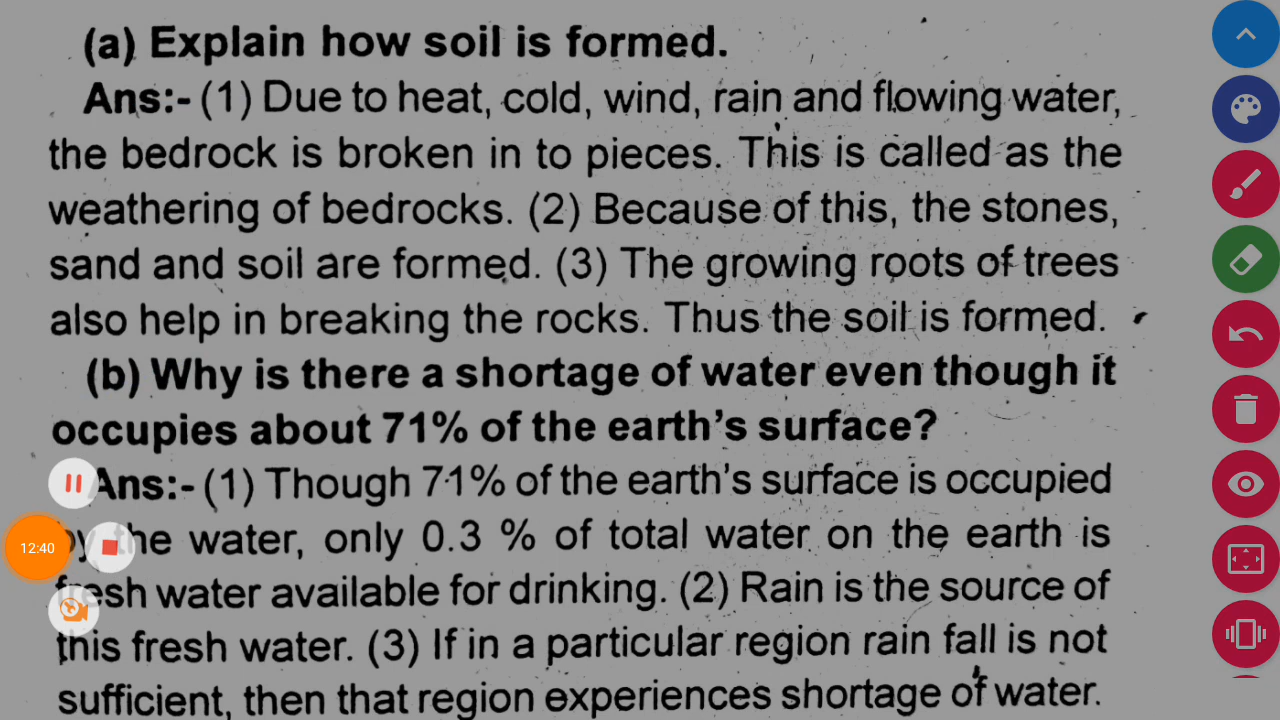 (a) Explain how soil is formed.
Ans:- (1) Due to heat, cold, wind, rain and flowing water,
the bedrock is broken in to pieces. This is called as the
weathering of bedrocks. (2) Because of this, the stones,
sand and soil are formed. (3) The growing roots of trees
also help in breaking the rocks. Thus the soil is formed.
(b) Why is there a shortage of water even though it
occupies about 71% of the earth's surface?
Ans:- (1) Though 71% of the earth's surface is occupied
by the water, only 0.3 % of total water on the earth is
12:40
fresh water available for drinking. (2) Rain is the source of
this fresh water. (3) If in a particular region rain fall is not
sufficient, then that region experiences shortage of water.